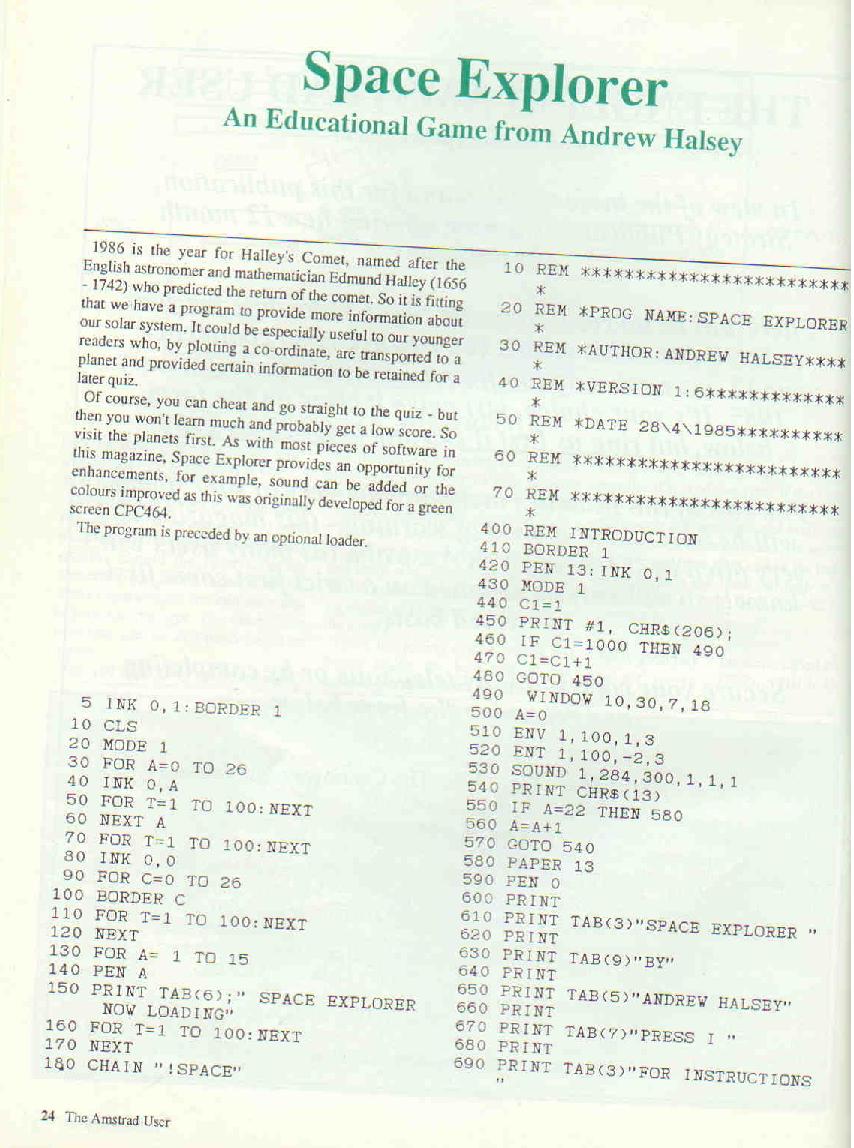 Space Explorer
An Educational Game from Andrew Halsey
1986 is the year for Halley's Comet, named after the
English astronomer and mathematician Edmund Halley (1656
- 1742) who predicted the return of the comet. So it is fitting
that we have a program to provide more information about
our solar system. It could be especially useful to our younger
readers who, by plotting a co-ordinate, are transported to a
planet and provided certain information to be retained for a
later quiz.
Of course, you can cheat and go straight to the quiz - but
then you won't learn much and probably get a low score. So
visit the planets first. As with most pieces of software in
this magazine, Space Explorer provides an opportunity for
enhancements, for example, sound can be added or the
colours improved as this was originally developed for a green
screen CPC464.
The program is preceded by an optional loader.
5 INK 0,1:BORDER 1
10 CLS
20 MODE 1
30 FOR A=0 TO 26
40 INK 0,A
50 FOR T=1 TO 100:NEXT
60 NEXT A
70 FOR T=1 TO 100:NEXT
80 INK 0,0
90 FOR C=0 TO 26
100 BORDER C
110 FOR T=1 TO 100:NEXT
120 NEXT
130 FOR A= 1 TO 15
140 PEN A
150 PRINT TAB(6);" SPACE EXPLORER
NOW LOADING"
160 FOR T=1 TO 100:NEXT
170 NEXT
180 CHAIN "!SPACE"
10 REM *************************
*
20 REM *PROG NAME:SPACE EXPLORER
*
30 REM *AUTHOR:ANDREW HALSEY****
*
40 REM *VERSION 1:6*************
*
50 REM *DATE 28\4\1985**********
*
60 REM *************************
*
70 REM *************************
*
400 REM INTRODUCTION
410 BORDER 1
420 PEN 13:INK 0,1
430 MODE 1
440 C1=1
450 PRINT #1, CHR$(206);
460 IF C1=1000 THEN 490
470 C1=C1+1
480 GOTO 450
490 WINDOW 10,30,7,18
500 A=0
510 ENV 1,100,1,3
520 ENT 1,100,-2,3
530 SOUND 1,284,300,1,1,1
540 PRINT CHR$(13)
550 IF A=22 THEN 580
560 A=A+1
570 GOTO 540
580 PAPER 13
590 PEN 0
600 PRINT
610 PRINT TAB(3)"SPACE EXPLORER "
620 PRINT
630 PRINT TAB(9)"BY"
640 PRINT
650 PRINT TAB(5)"ANDREW HALSEY"
660 PRINT
670 PRINT TAB(7)"PRESS I "
680 PRINT
690 PRINT TAB(3)"FOR INSTRUCTIONS
"
24 The Amstrad User